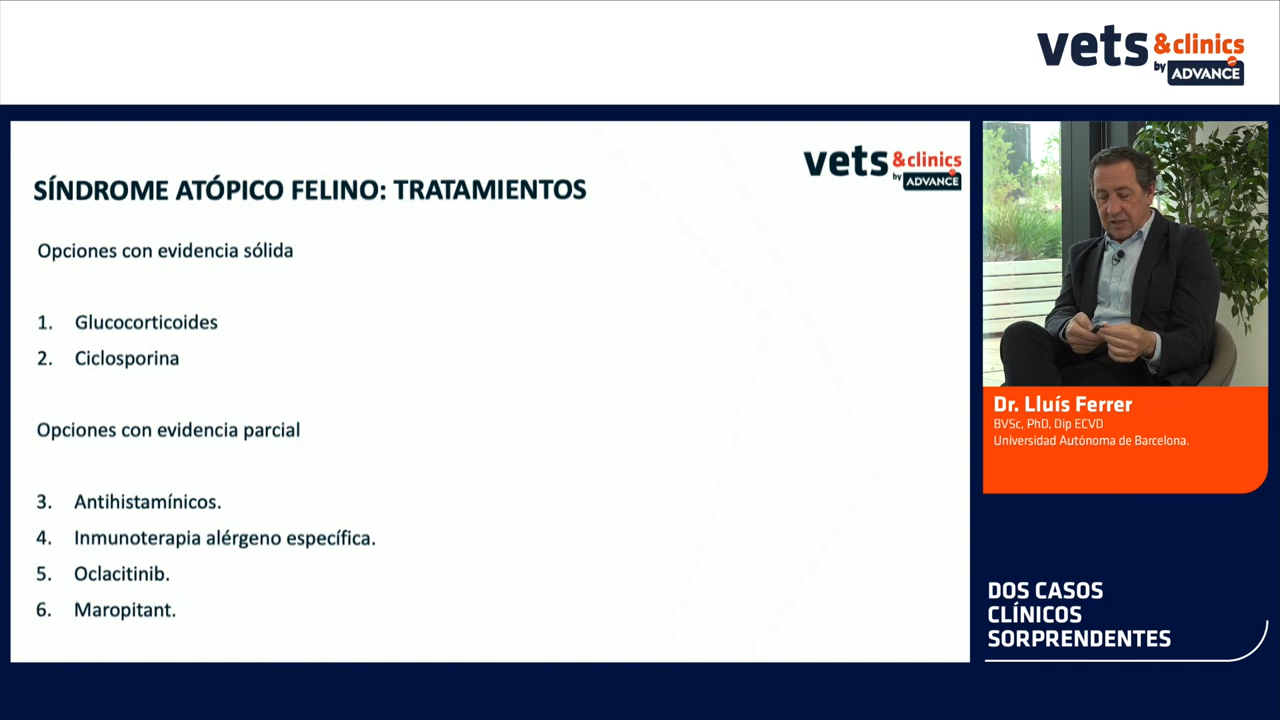 vets &clinics
by ADVANCE
vets &clinics
by ADVANCE
SÍNDROME ATÓPICO FELINO: TRATAMIENTOS
Opciones con evidencia sólida
1. Glucocorticoides
2. Ciclosporina
Opciones con evidencia parcial
3. Antihistamínicos.
4. Inmunoterapia alérgeno específica.
5. Oclacitinib.
6. Maropitant.
Dr. Lluís Ferrer
BVSc, PhD, Dip ECVD
Universidad Autónoma de Barcelona.
DOS CASOS
CLÍNICOS
SORPRENDENTES